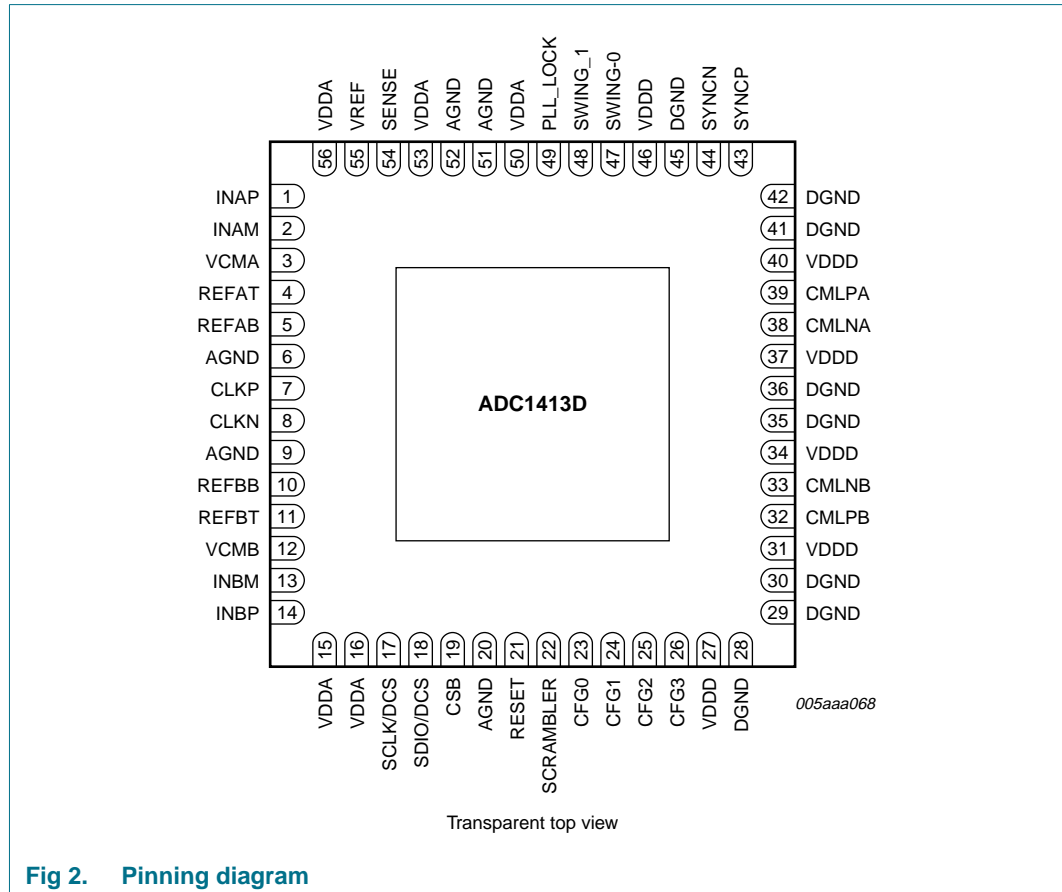 VDDA VREF SENSE VDDA AGND AGND VDDA PLL_LOCK SWING_1 SWING-0 VDDD DGND SYNCN SYNCP
56 55 54 53 52 51 50 49 48 47 46 45 44 43
INAP 1 42 DGND
INAM 2 41 DGND
VCMA 3 40 VDDD
REFAT 4 39 CMLPA
REFAB 5 38 CMLNA
AGND 6 37 VDDD
CLKP 7 36 DGND
ADC1413D
CLKN 8 35 DGND
AGND 9 34 VDDD
REFBB 10 33 CMLNB
REFBT 11 32 CMLPB
VCMB 12 31 VDDD
INBM 13 30 DGND
INBP 14 29 DGND
15 16 17 18 19 20 21 22 23 24 25 26 27 28
VDDA VDDA SCLK/DCS SDIO/DCS CSB AGND RESET SCRAMBLER CFG0 CFG1 CFG2 CFG3 VDDD DGND
005aaa068
Transparent top view
Fig 2. Pinning diagram